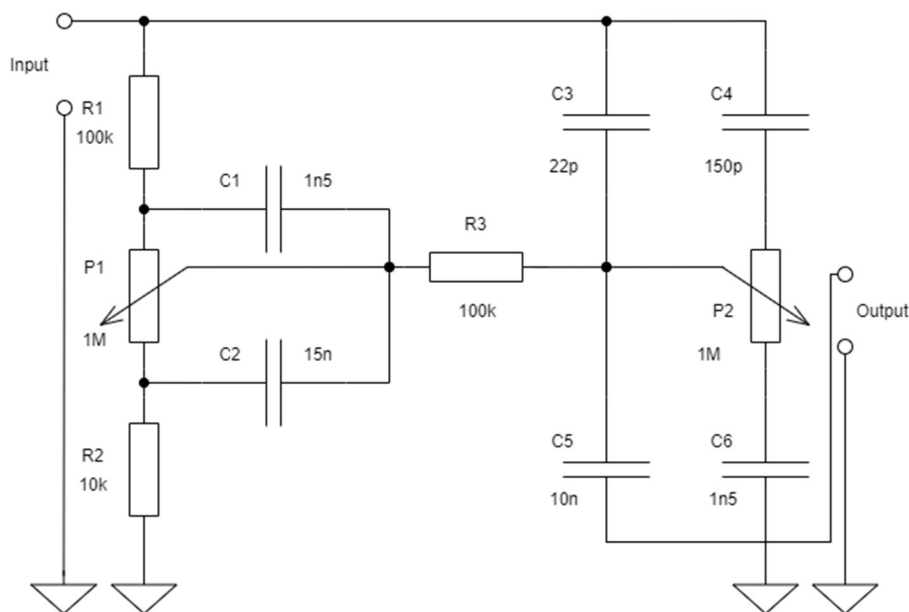 Input
R1
100k
C1
1n5
P1
1M
C2
15n
R2
10k
R3
100k
C3
22p
C4
150p
P2
1M
C5
10n
C6
1n5
Output